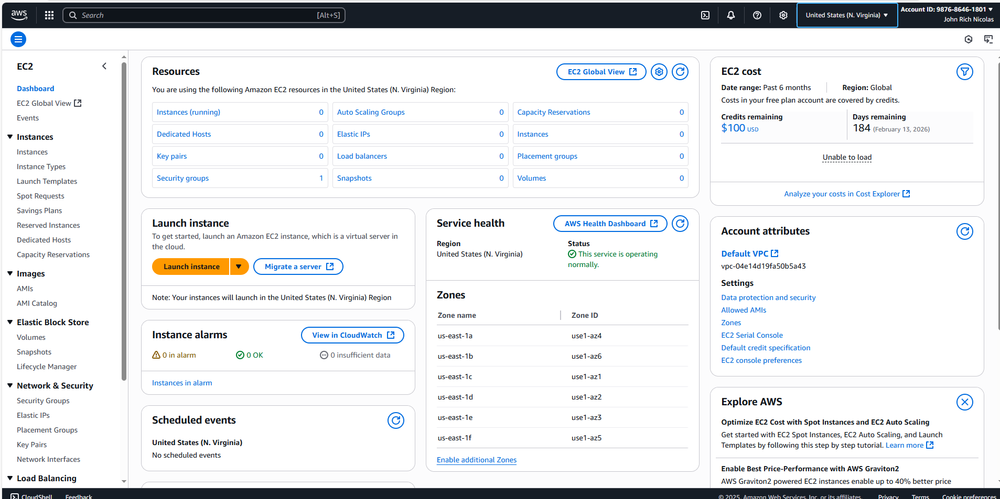 aws
Search
[Alt+S]
United States (N. Virginia)
Account ID: 9876-8646-1801
John Rich Nicolas
EC2
Dashboard
EC2 Global View
Events
Instances
Instances
Instance Types
Launch Templates
Spot Requests
Savings Plans
Reserved Instances
Dedicated Hosts
Capacity Reservations
Images
AMIs
AMI Catalog
Elastic Block Store
Volumes
Snapshots
Lifecycle Manager
Network & Security
Security Groups
Elastic IPs
Placement Groups
Key Pairs
Network Interfaces
Load Balancing
Resources
EC2 Global View
You are using the following Amazon EC2 resources in the United States (N. Virginia) Region:
Instances (running) 0
Auto Scaling Groups 0
Capacity Reservations 0
Dedicated Hosts 0
Elastic IPs 0
Instances 0
Key pairs 0
Load balancers 0
Placement groups 0
Security groups 1
Snapshots 0
Volumes 0
Launch instance
To get started, launch an Amazon EC2 instance, which is a virtual server in
the cloud.
Launch instance
Migrate a server
Note: Your instances will launch in the United States (N. Virginia) Region
Instance alarms
View in CloudWatch
0 in alarm
0 OK
0 insufficient data
Instances in alarm
Scheduled events
United States (N. Virginia)
No scheduled events
Service health
AWS Health Dashboard
Region
United States (N. Virginia)
Status
This service is operating
normally.
Zones
Zone name Zone ID
us-east-1a use1-az4
us-east-1b use1-az6
us-east-1c use1-az1
us-east-1d use1-az2
us-east-1e use1-az3
us-east-1f use1-az5
Enable additional Zones
EC2 cost
Date range: Past 6 months
Region: Global
Costs in your free plan account are covered by credits.
Credits remaining
$100 USD
Days remaining
184 (February 13, 2026)
Unable to load
Analyze your costs in Cost Explorer
Account attributes
Default VPC
vpc-04e14d19fa50b5a43
Settings
Data protection and security
Allowed AMIs
Zones
EC2 Serial Console
Default credit specification
EC2 console preferences
Explore AWS
Optimize EC2 Cost with Spot Instances and EC2 Auto Scaling
Get started with EC2 Spot Instances, EC2 Auto Scaling, and Launch
Templates by following this step by step tutorial. Learn more
Enable Best Price-Performance with AWS Graviton2
AWS Graviton2 powered EC2 instances enable up to 40% better price
CloudShell
Feedback
© 2025, Amazon Web Services, Inc. or its affiliates.
Privacy
Terms
Cookie preferences